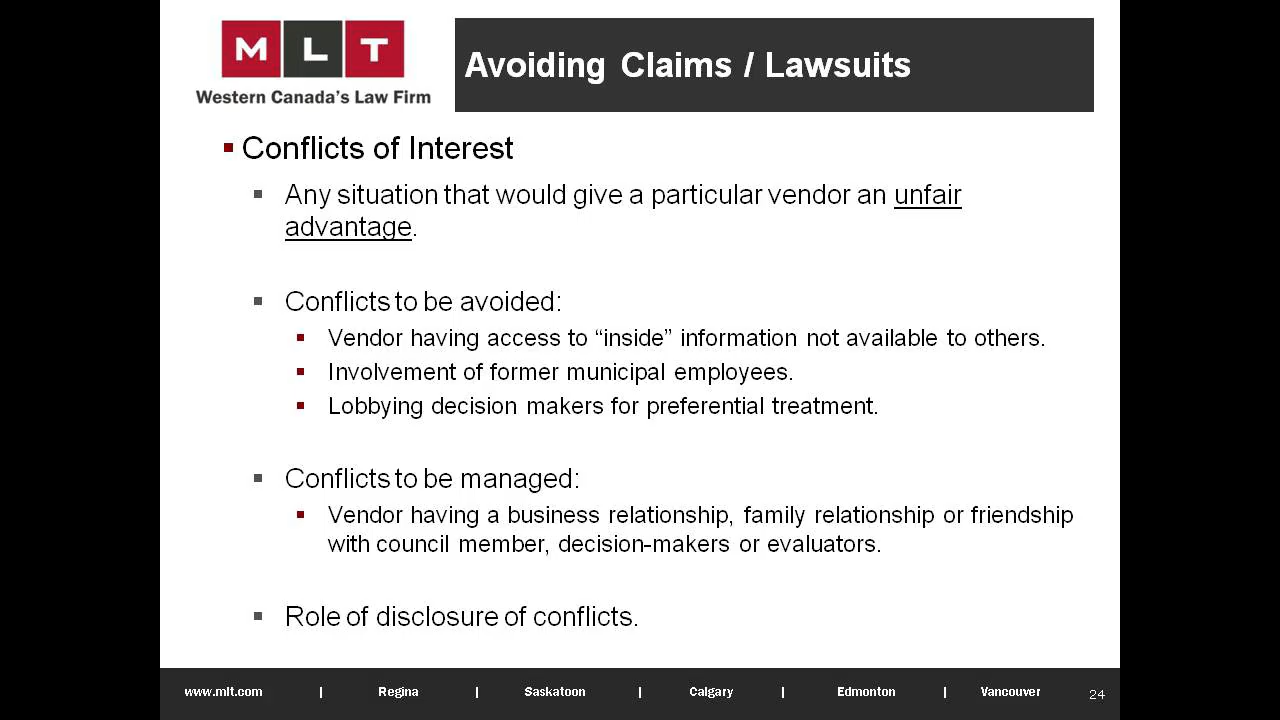 MLT
Western Canada's Law Firm
Avoiding Claims / Lawsuits
Conflicts of Interest
Any situation that would give a particular vendor an unfair
advantage.
Conflicts to be avoided:
Vendor having access to “inside” information not available to others.
Involvement of former municipal employees.
Lobbying decision makers for preferential treatment.
Conflicts to be managed:
Vendor having a business relationship, family relationship or friendship
with council member, decision-makers or evaluators.
Role of disclosure of conflicts.
www.mlt.com | Regina | Saskatoon | Calgary | Edmonton | Vancouver 24